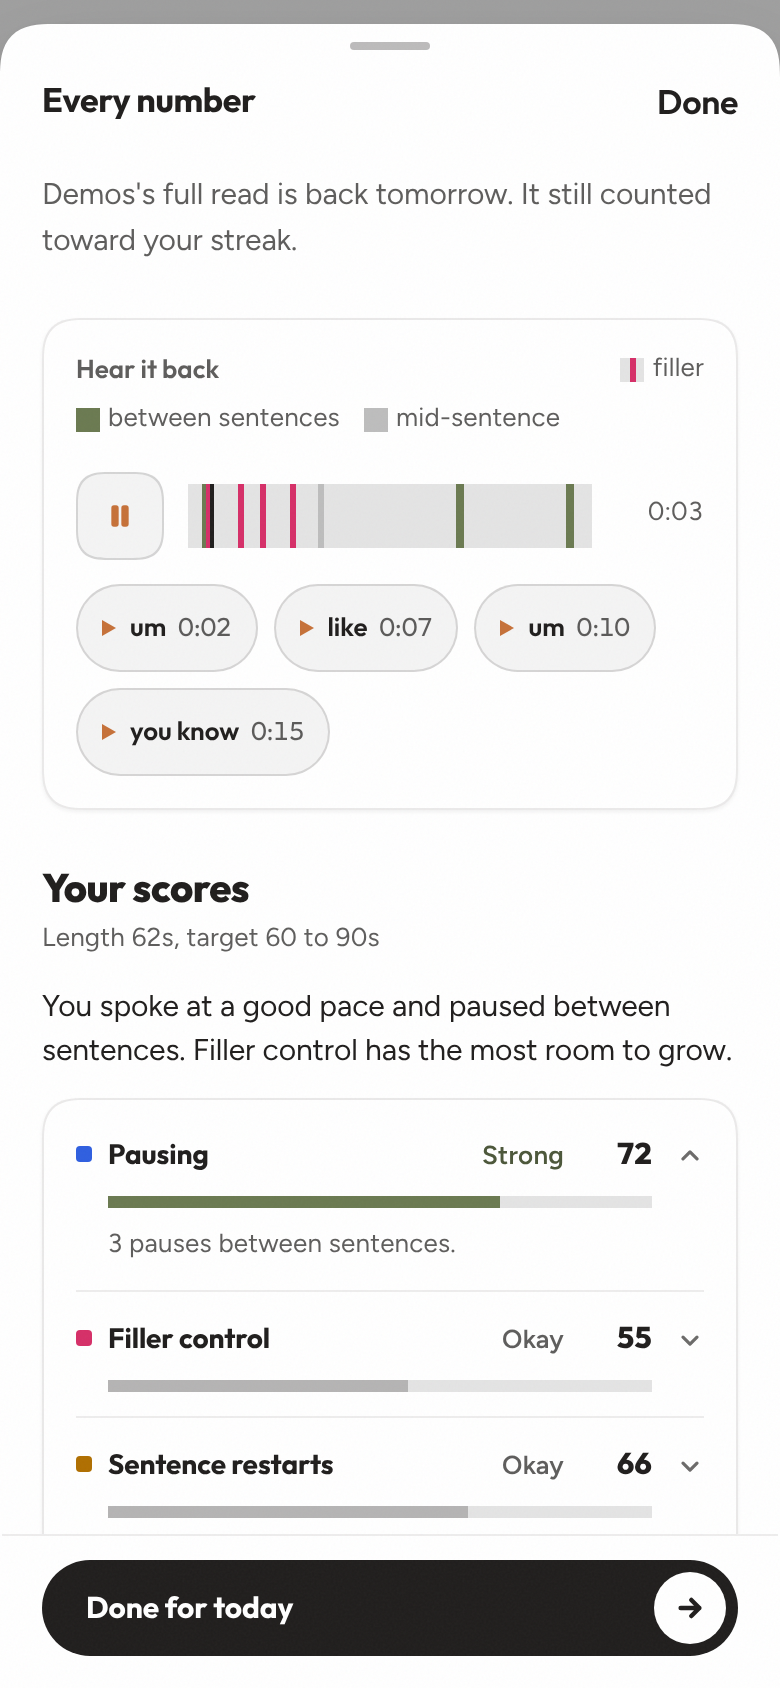 Every number
Done
Demos's full read is back tomorrow. It still counted
toward your streak.
Hear it back
filler
between sentences
mid-sentence
0:03
um 0:02
like 0:07
um 0:10
you know 0:15
Your scores
Length 62s, target 60 to 90s
You spoke at a good pace and paused between
sentences. Filler control has the most room to grow.
Pausing Strong 72
3 pauses between sentences.
Filler control Okay 55
Sentence restarts Okay 66
Done for today